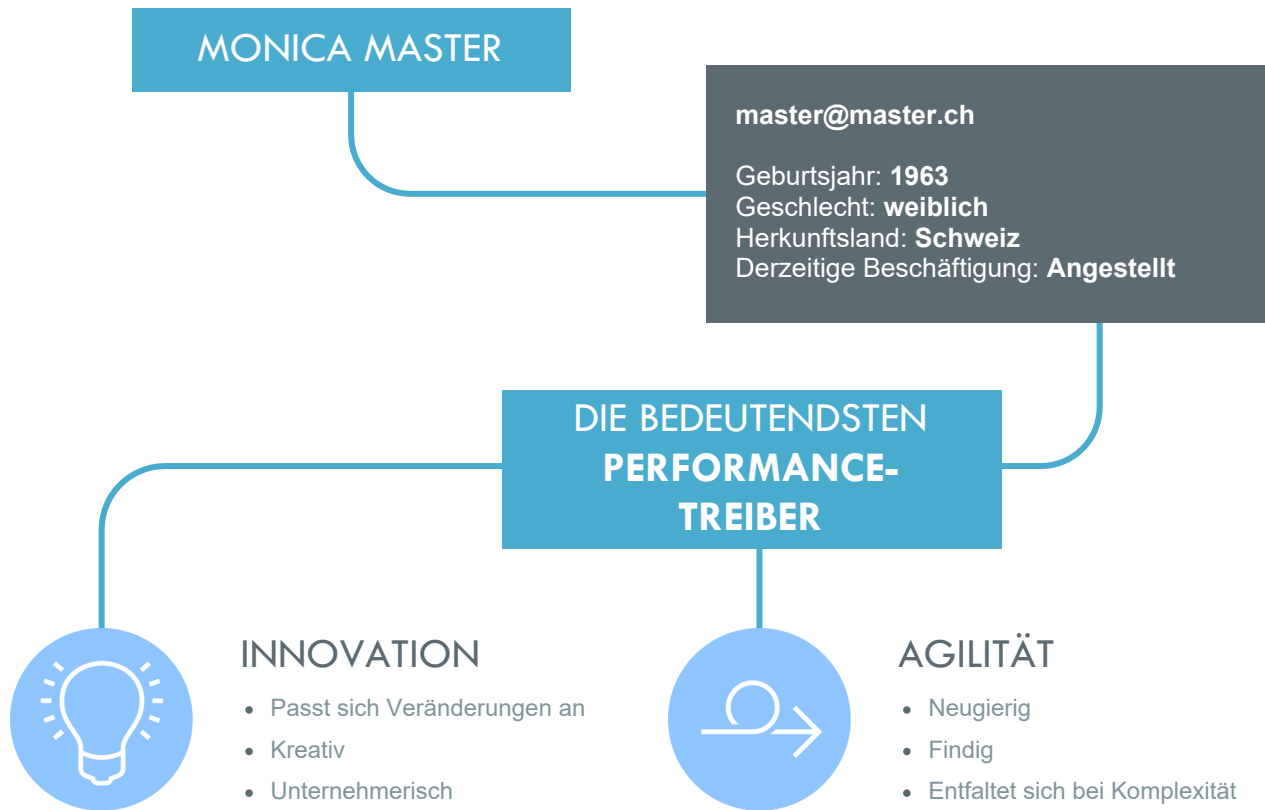 MONICA MASTER
master@master.ch
Geburtsjahr: 1963
Geschlecht: weiblich
Herkunftsland: Schweiz
Derzeitige Beschäftigung: Angestellt
DIE BEDEUTENDSTEN
PERFORMANCE-
TREIBER
INNOVATION
• Passt sich Veränderungen an
• Kreativ
• Unternehmerisch
AGILITÄT
• Neugierig
• Findig
• Entfaltet sich bei Komplexität